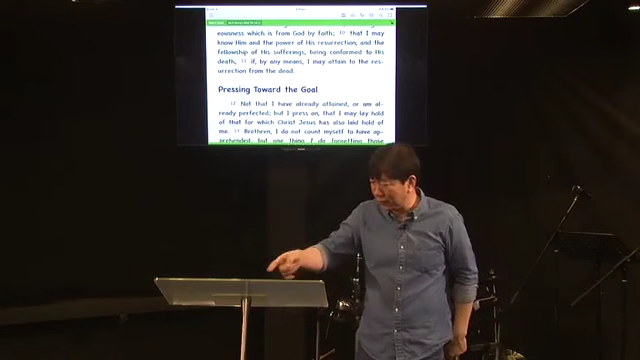 eousness which is from God by faith; 10 that I may
know Him and the power of His resurrection, and the
fellowship of His sufferings, being conformed to His
death, 11 if, by any means, I may attain to the res-
urrection from the dead.
Pressing Toward the Goal
12 Not that I have already attained, or am al-
ready perfected; but I press on, that I may lay hold
of that for which Christ Jesus has also laid hold of
me. 13 Brethren, I do not count myself to have ap-
prehended; but one thing I do, forgetting those